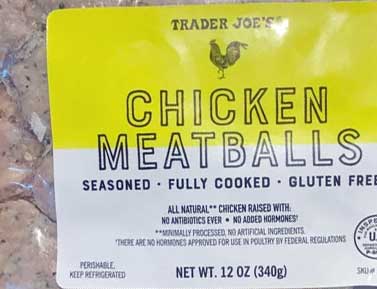 TRADER JOE'S
CHICKEN
MEATBALLS
SEASONED • FULLY COOKED • GLUTEN FREE
ALL NATURAL** CHICKEN RAISED WITH:
NO ANTIBIOTICS EVER • NO ADDED HORMONES†
**MINIMALLY PROCESSED, NO ARTIFICIAL INGREDIENTS.
†THERE ARE NO HORMONES APPROVED FOR USE IN POULTRY BY FEDERAL REGULATIONS
PERISHABLE,
KEEP REFRIGERATED
NET WT. 12 OZ (340g)
SKU#